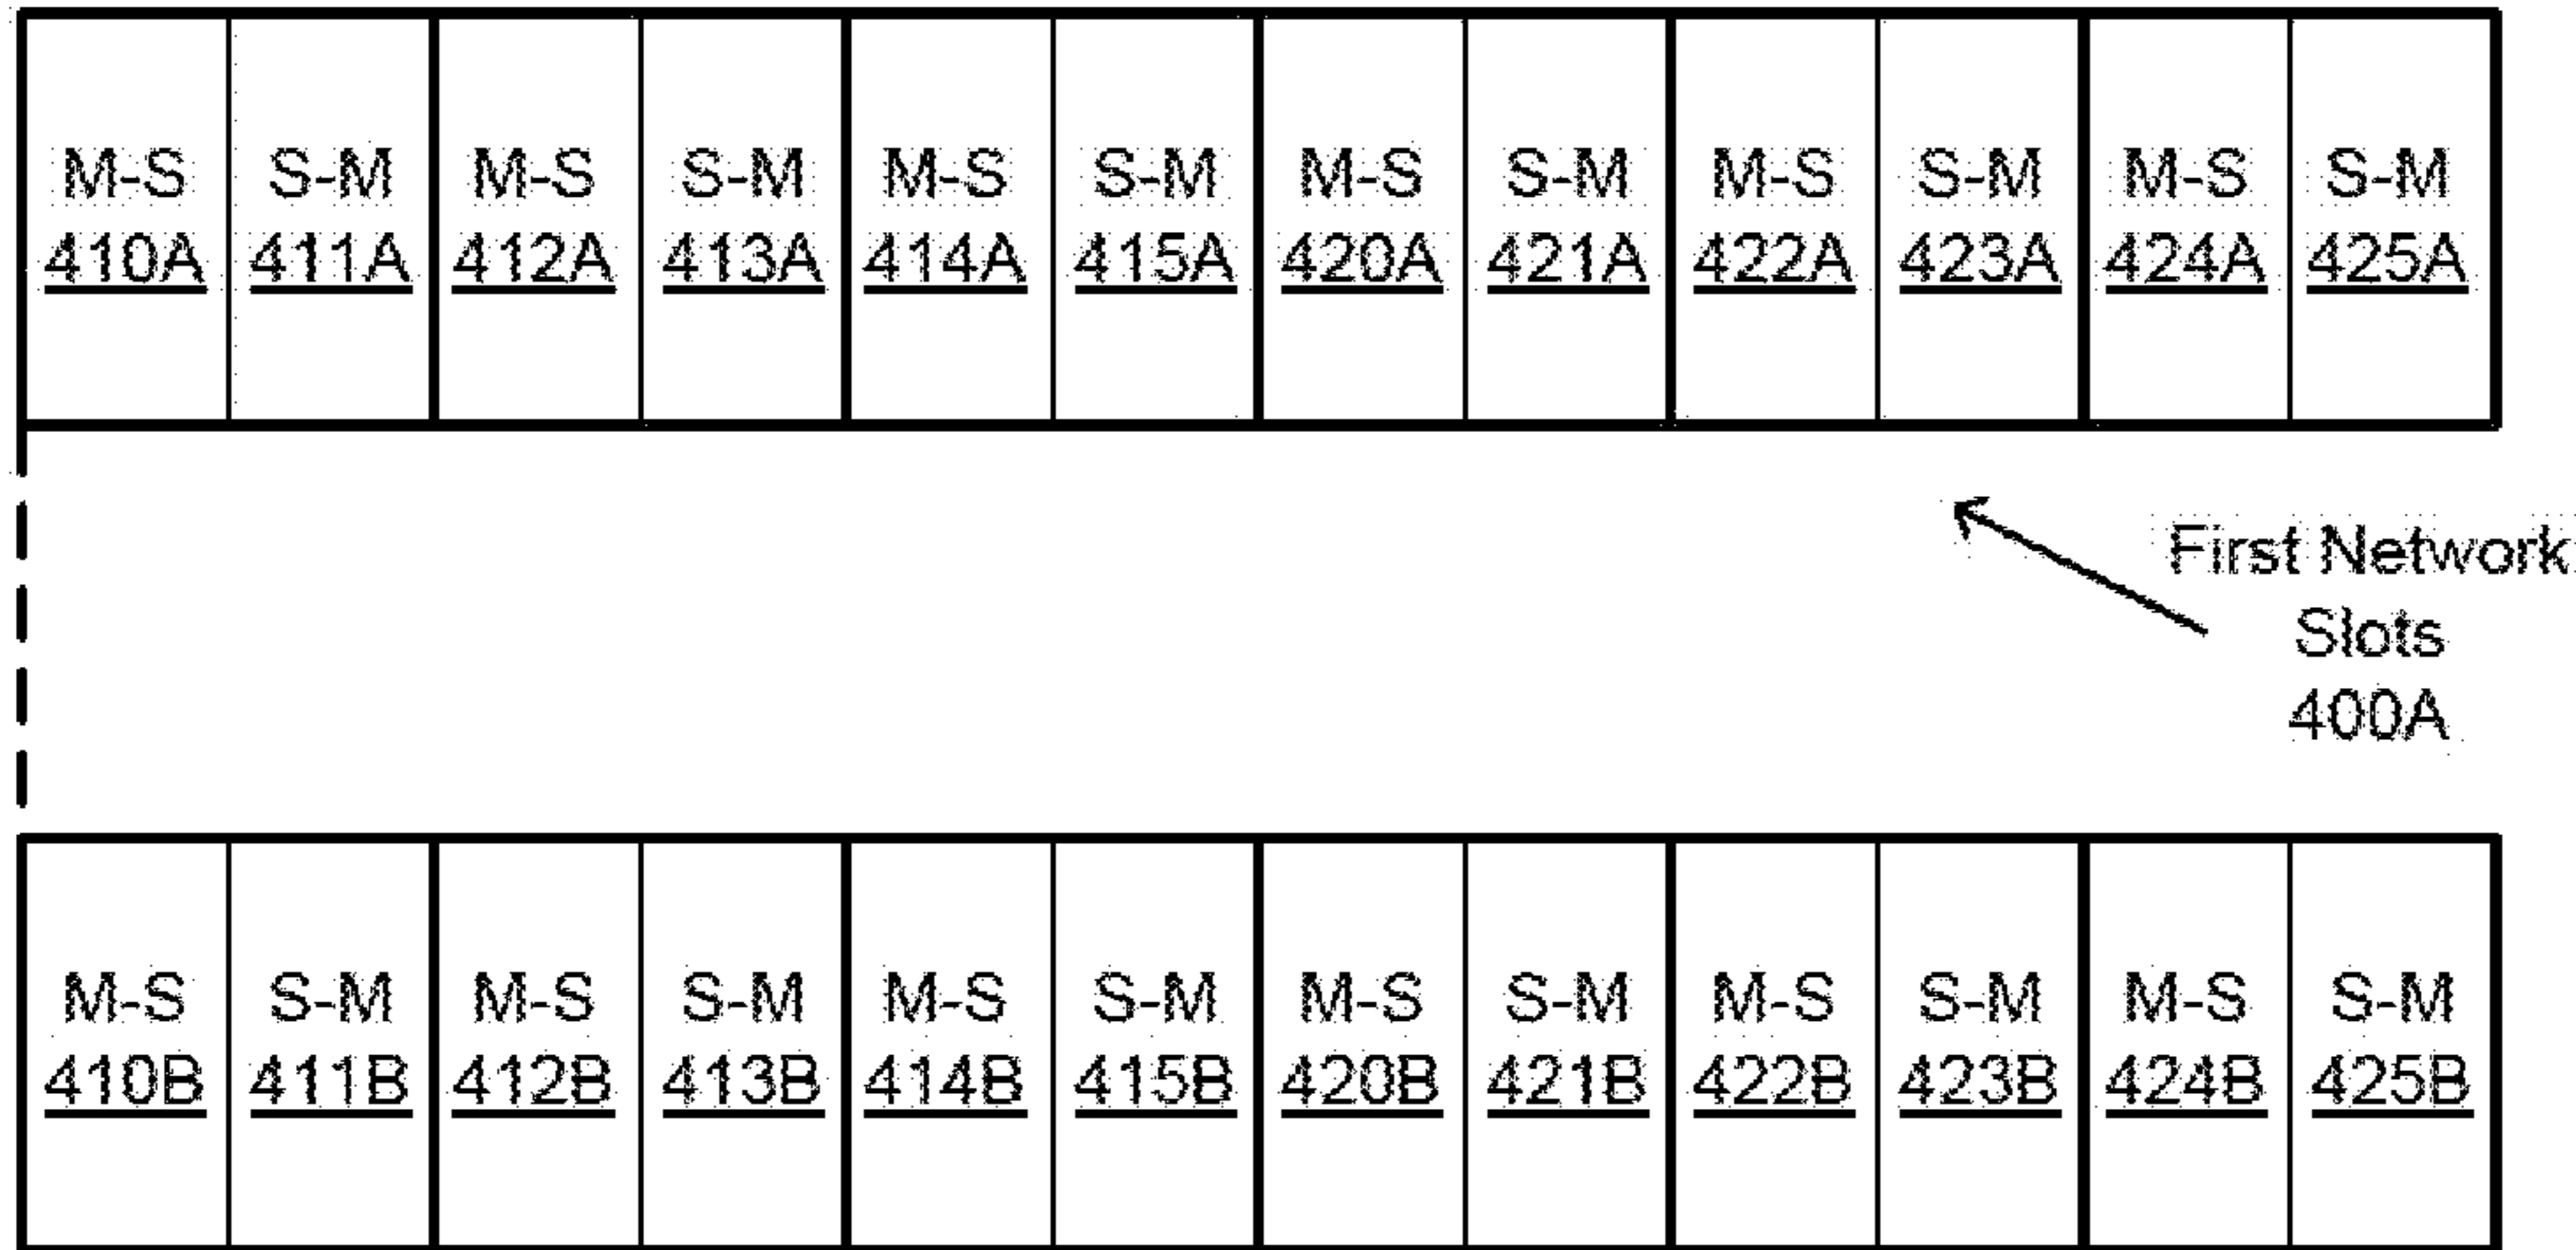 M-S S-M M-S S-M M-S S-M M-S S-M M-S S-M M-S S-M
410A 411A 412A 413A 414A 415A 420A 421A 422A 423A 424A 425A
First Network
Slots
400A
M-S S-M M-S S-M M-S S-M M-S S-M M-S S-M M-S S-M
410B 411B 412B 413B 414B 415B 420B 421B 422B 423B 424B 425B